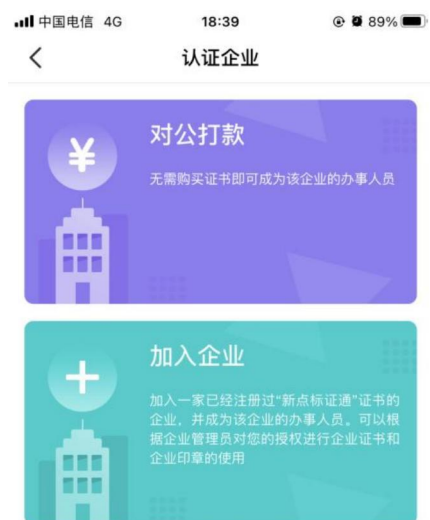 中国电信 4G 18:39 89%
认证企业
¥
对公打款
无需购买证书即可成为该企业的办事人员
加入企业
加入一家已经注册过“新点标证通”证书的
企业，并成为该企业的办事人员。可以根
据企业管理员对您的授权进行企业证书和
企业印章的使用